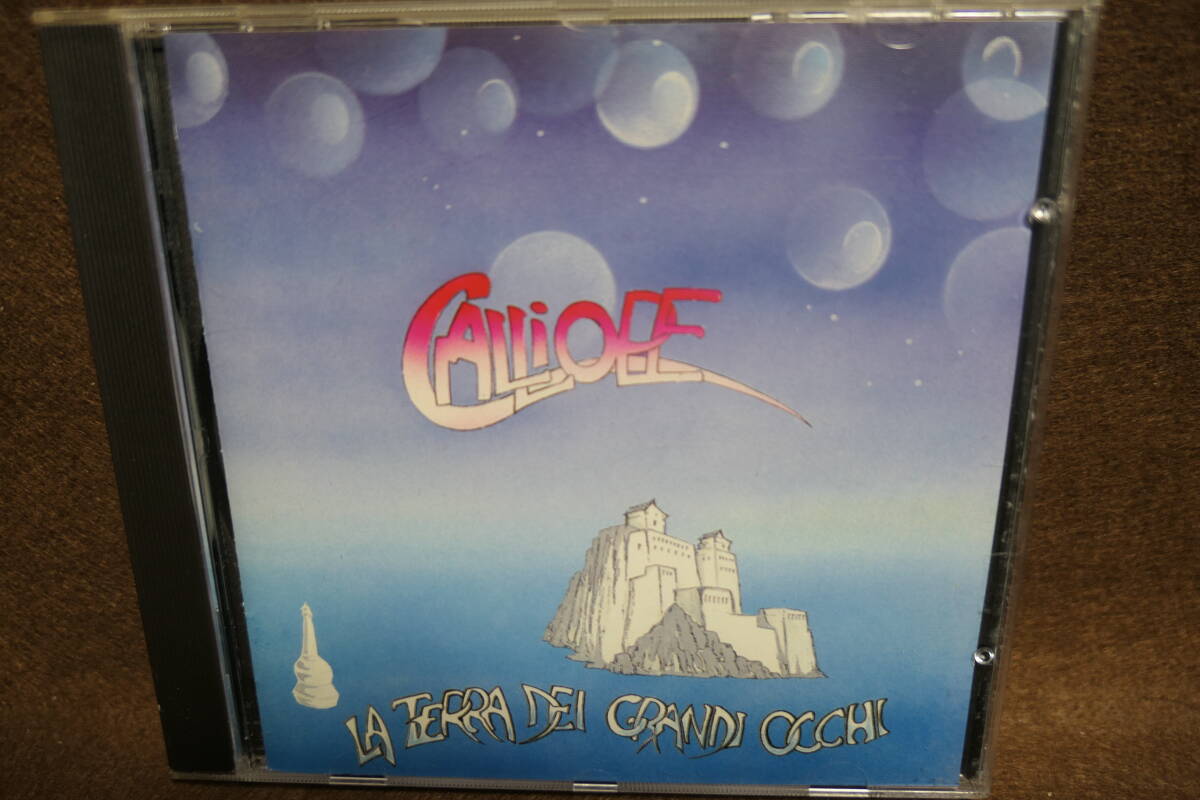 CALLiOPE
LA TERRA DEI GRANDI OCCHI